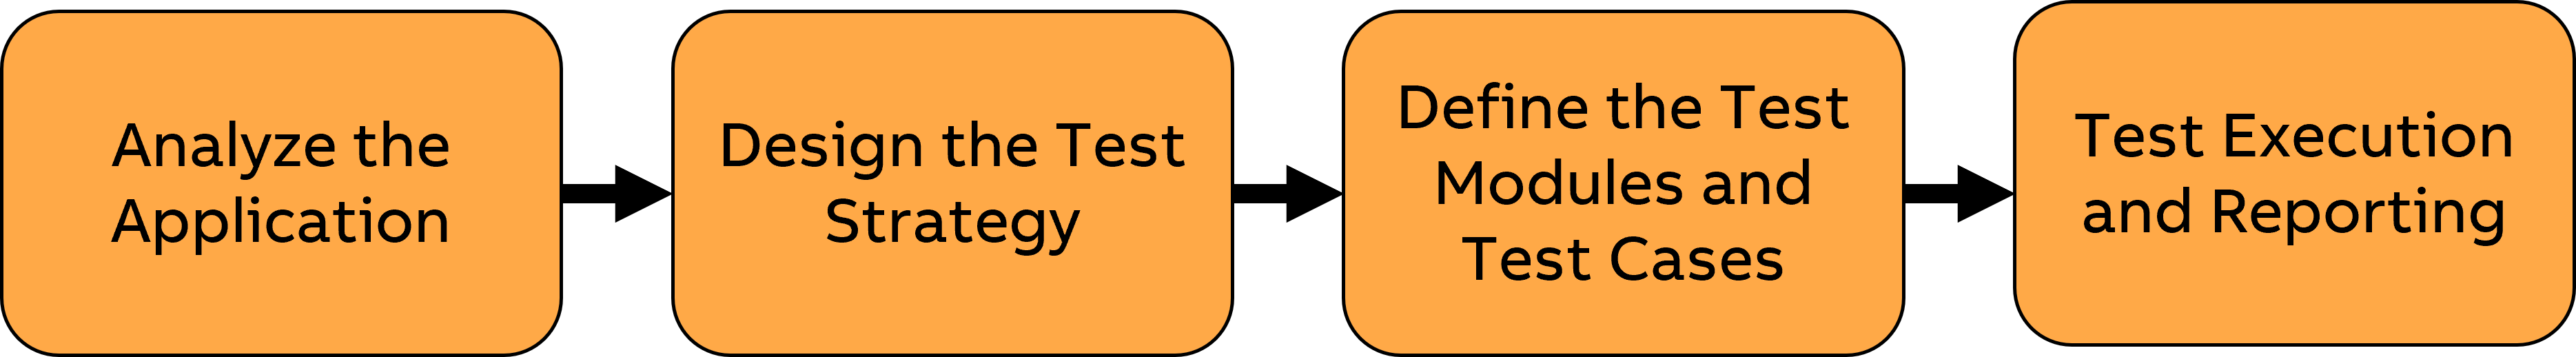 Analyze the
Application
Design the Test
Strategy
Define the Test
Modules and
Test Cases
Test Execution
and Reporting